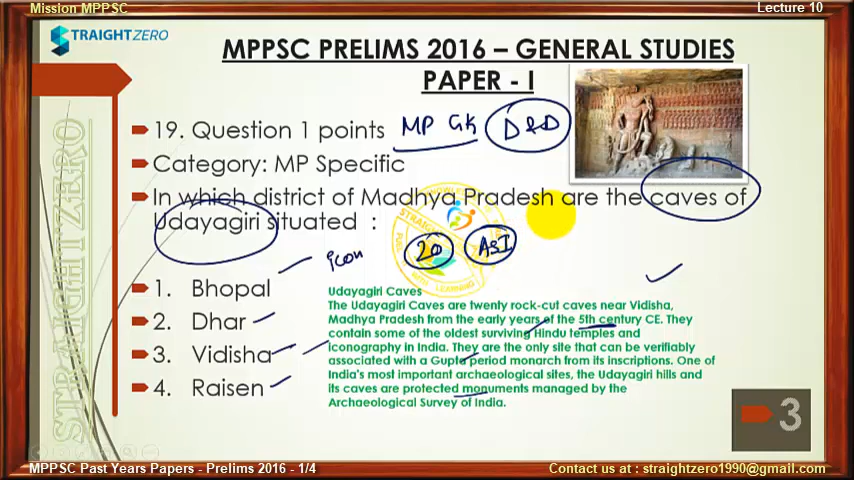 Mission MPPSC
Lecture 10
STRAIGHTZERO
MPPSC PRELIMS 2016 – GENERAL STUDIES
PAPER - I
19. Question 1 points
MP GK
D&D
Category: MP Specific
In which district of Madhya Pradesh are the caves of
Udayagiri situated :
icon
20
ASI
1. Bhopal
2. Dhar
3. Vidisha
4. Raisen
Udayagiri Caves
The Udayagiri Caves are twenty rock-cut caves near Vidisha,
Madhya Pradesh from the early years of the 5th century CE. They
contain some of the oldest surviving Hindu temples and
iconography in India. They are the only site that can be verifiably
associated with a Gupta period monarch from its inscriptions. One of
India's most important archaeological sites, the Udayagiri hills and
its caves are protected monuments managed by the
Archaeological Survey of India.
STRAIGHTZERO
3
MPPSC Past Years Papers - Prelims 2016 - 1/4
Contact us at : straightzero1990@gmail.com